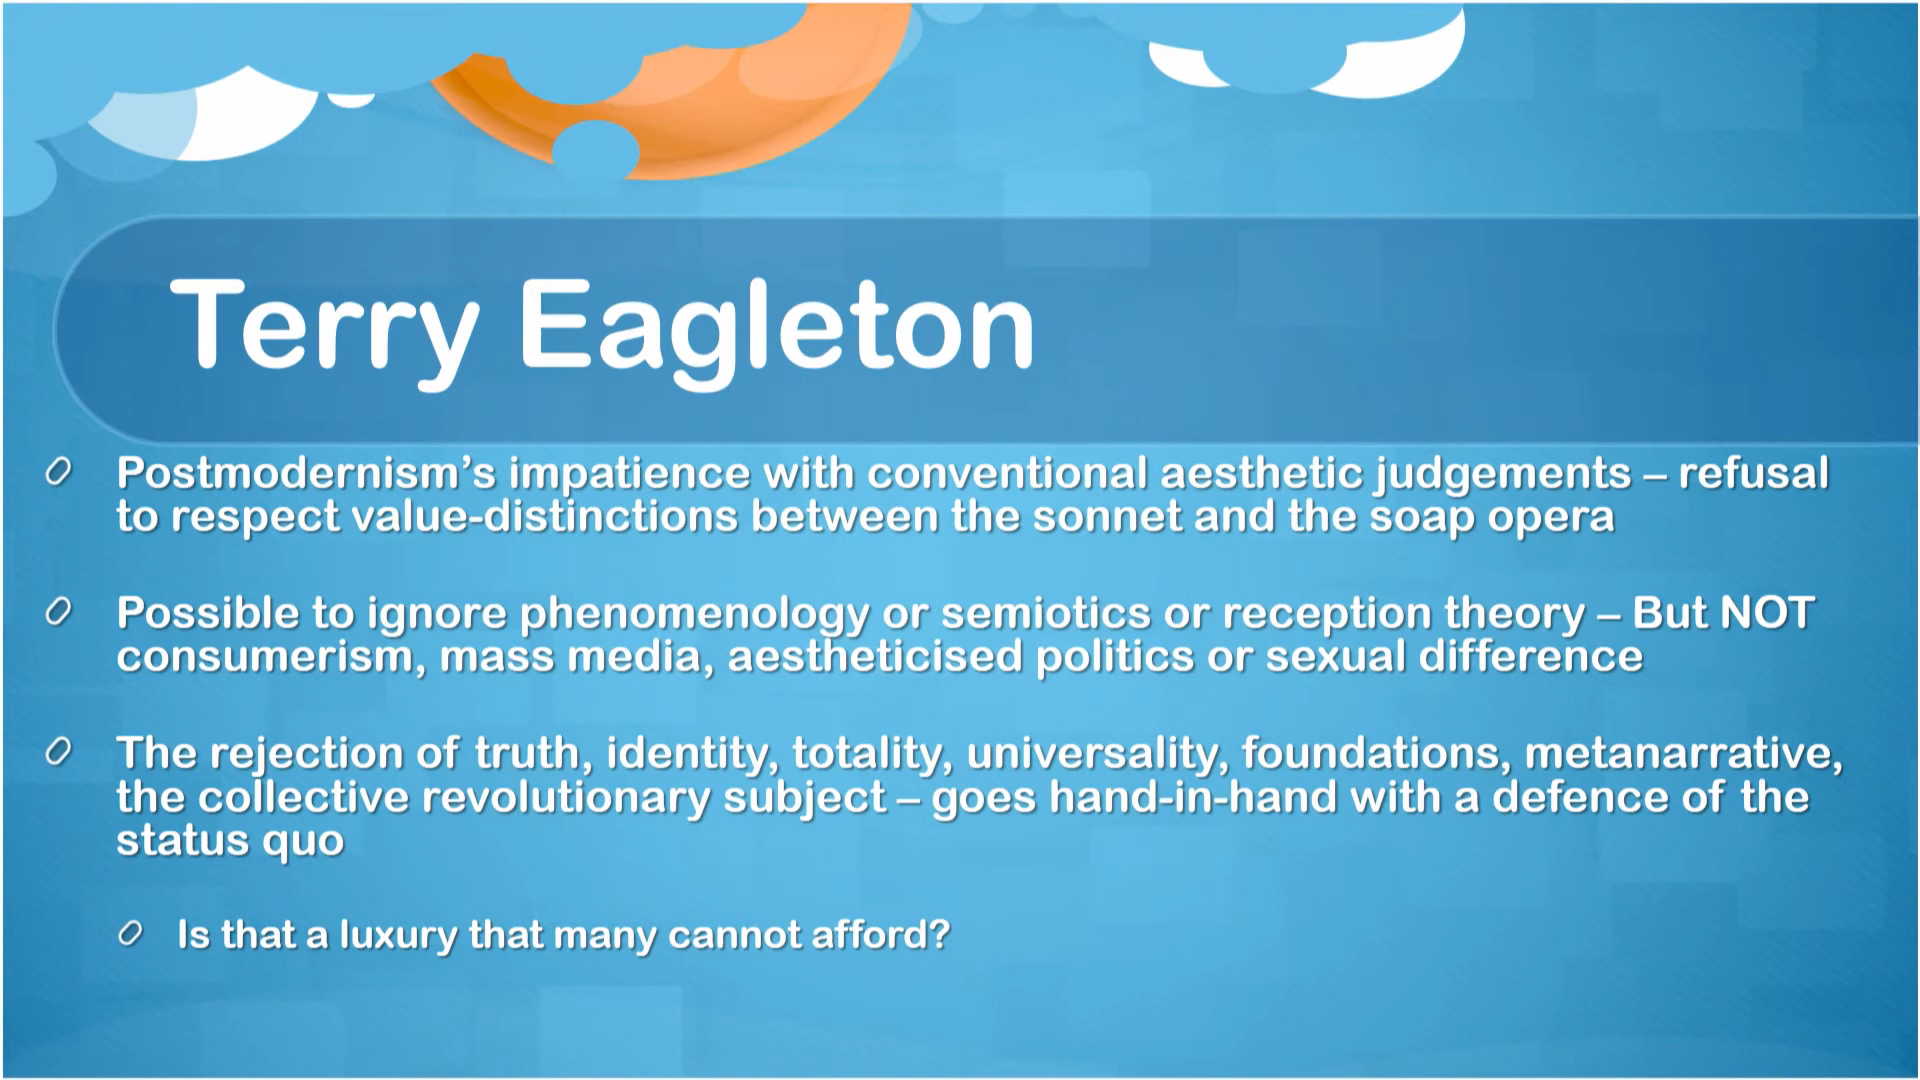 Terry Eagleton
Postmodernism’s impatience with conventional aesthetic judgements – refusal
to respect value-distinctions between the sonnet and the soap opera
Possible to ignore phenomenology or semiotics or reception theory – But NOT
consumerism, mass media, aestheticised politics or sexual difference
The rejection of truth, identity, totality, universality, foundations, metanarrative,
the collective revolutionary subject – goes hand-in-hand with a defence of the
status quo
Is that a luxury that many cannot afford?